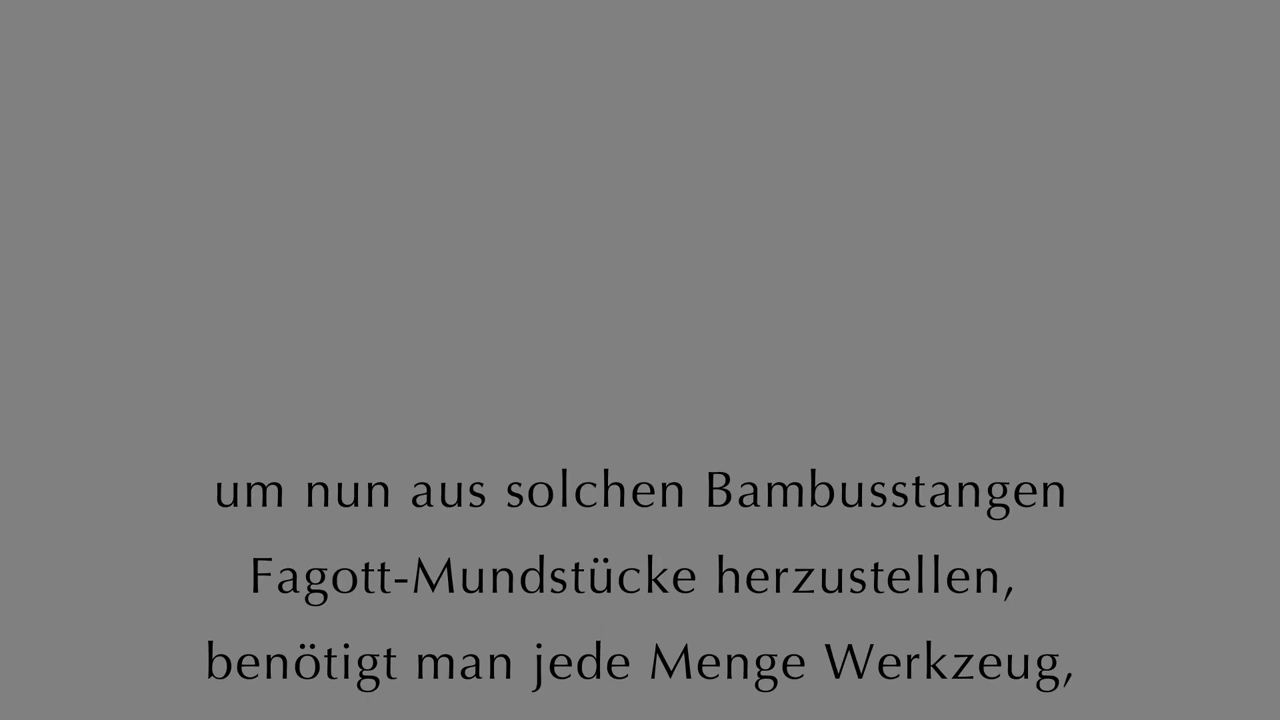 um nun aus solchen Bambusstangen
Fagott-Mundstücke herzustellen,
benötigt man jede Menge Werkzeug,